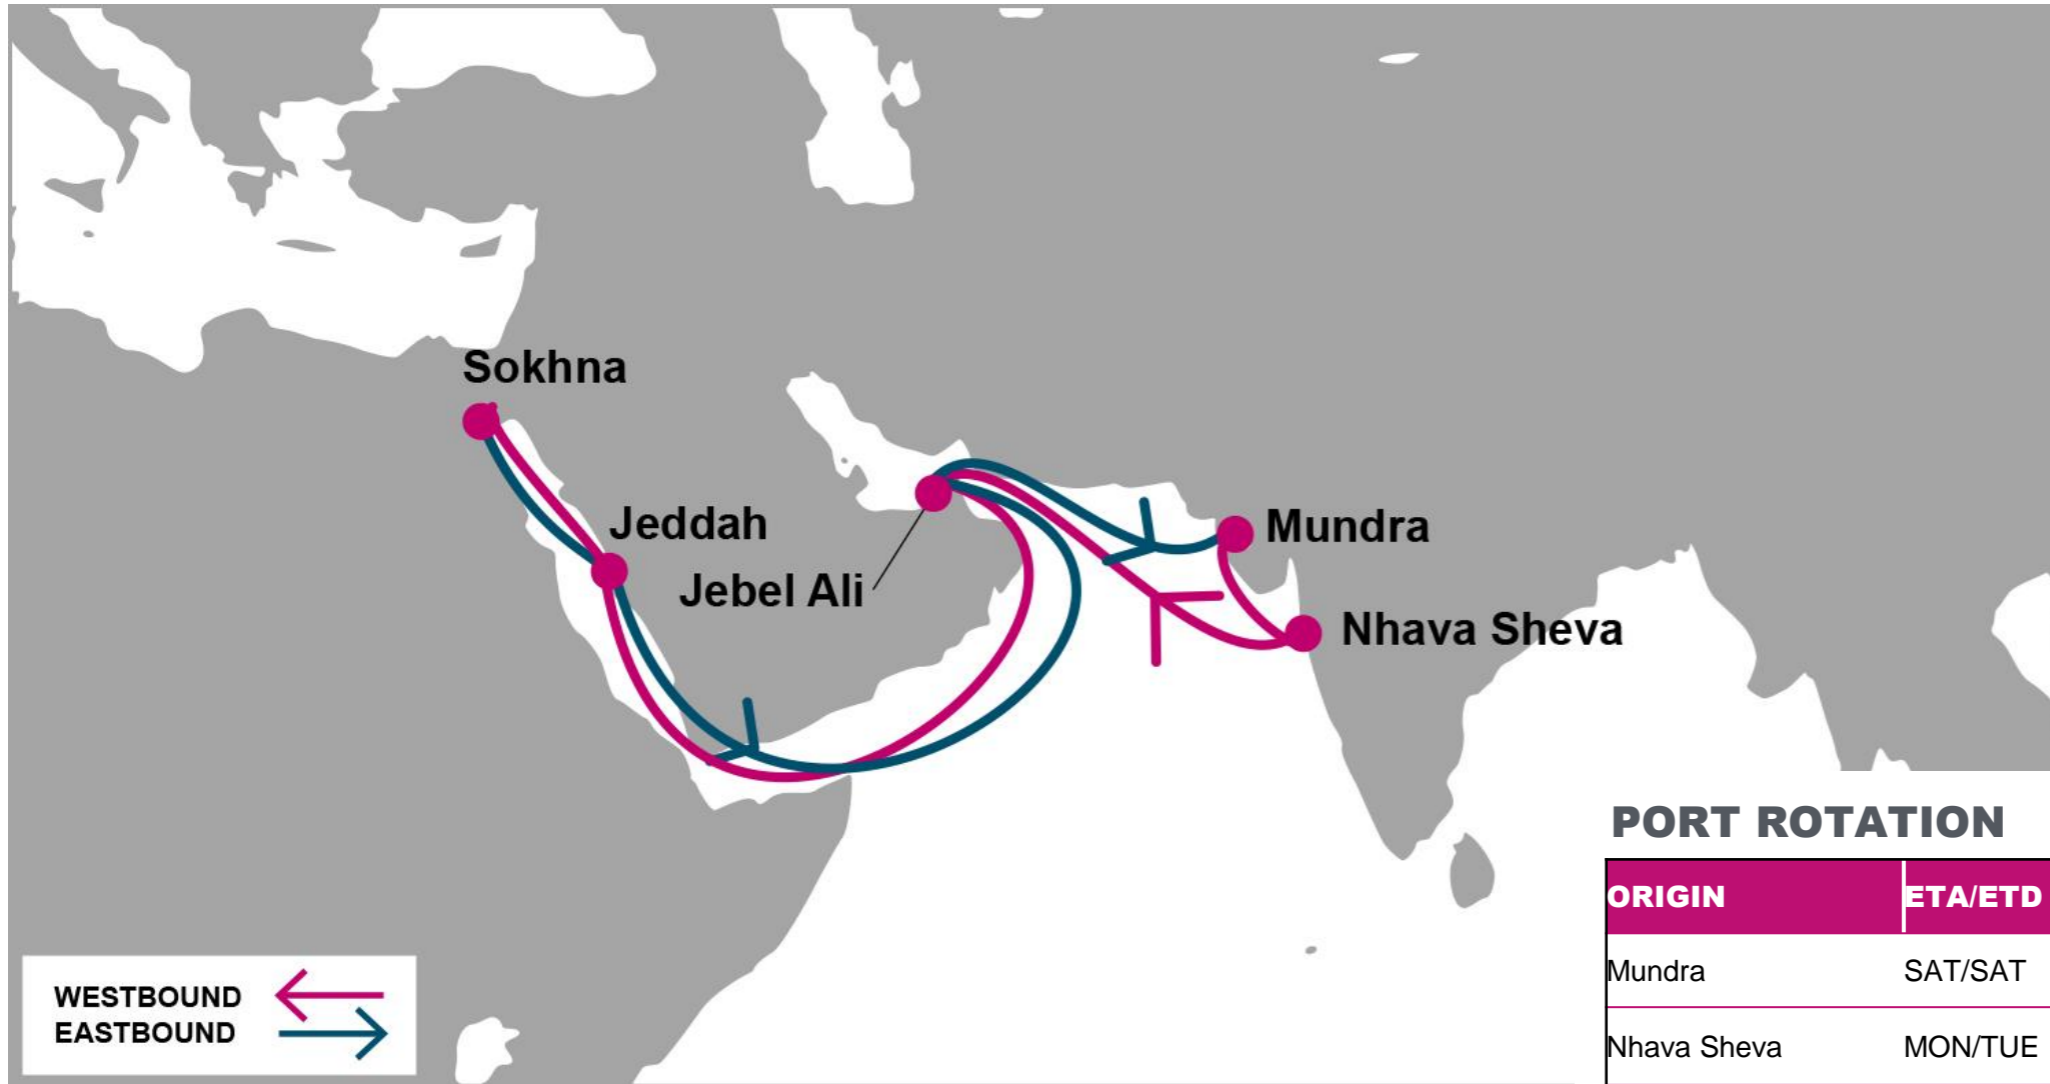 Sokhna
Jeddah
Jebel Ali
Mundra
Nhava Sheva
WESTBOUND
EASTBOUND
PORT ROTATION
ORIGIN ETA/ETD
Mundra SAT/SAT
Nhava Sheva MON/TUE